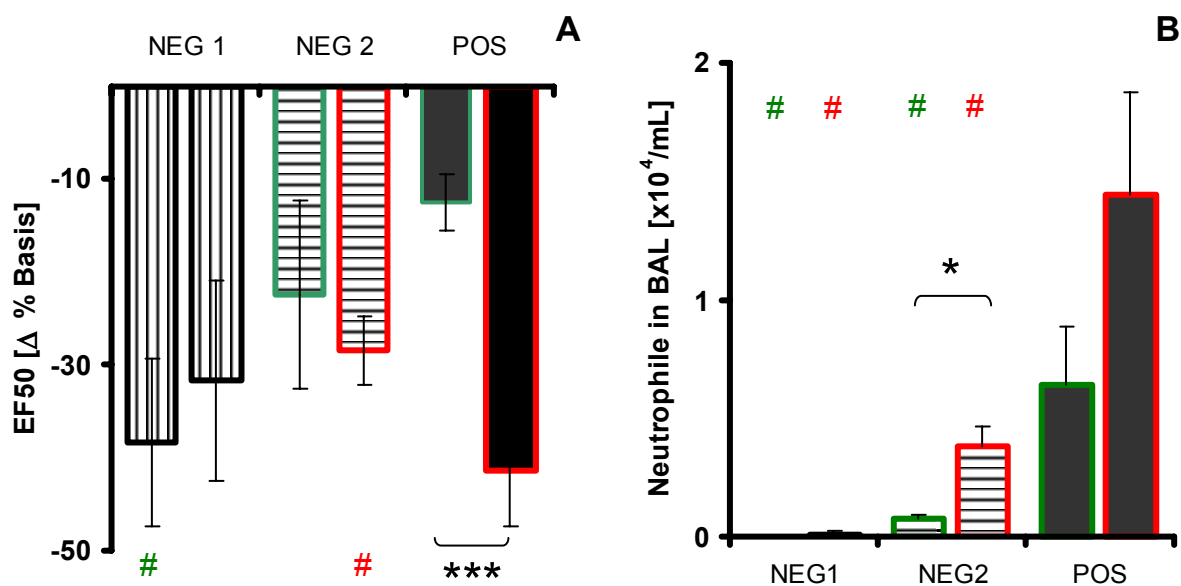 A
NEG 1 NEG 2 POS
-10
-30
-50
EF50 [Δ % Basis]
# # ***
B
2
1
0
Neutrophile in BAL [x10⁴/mL]
# # # #
*
NEG1 NEG2 POS